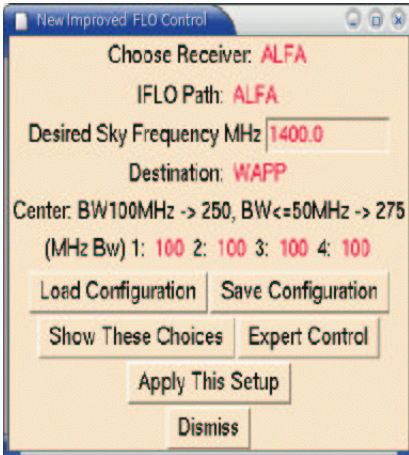 New Improved IFLO Control
Choose Receiver: ALFA
IFLO Path: ALFA
Desired Sky Frequency MHz 1400.0
Destination: WAPP
Center: BW100MHz -> 250, BW<=50MHz -> 275
(MHz Bw) 1: 100 2: 100 3: 100 4: 100
Load Configuration Save Configuration
Show These Choices Expert Control
Apply This Setup
Dismiss